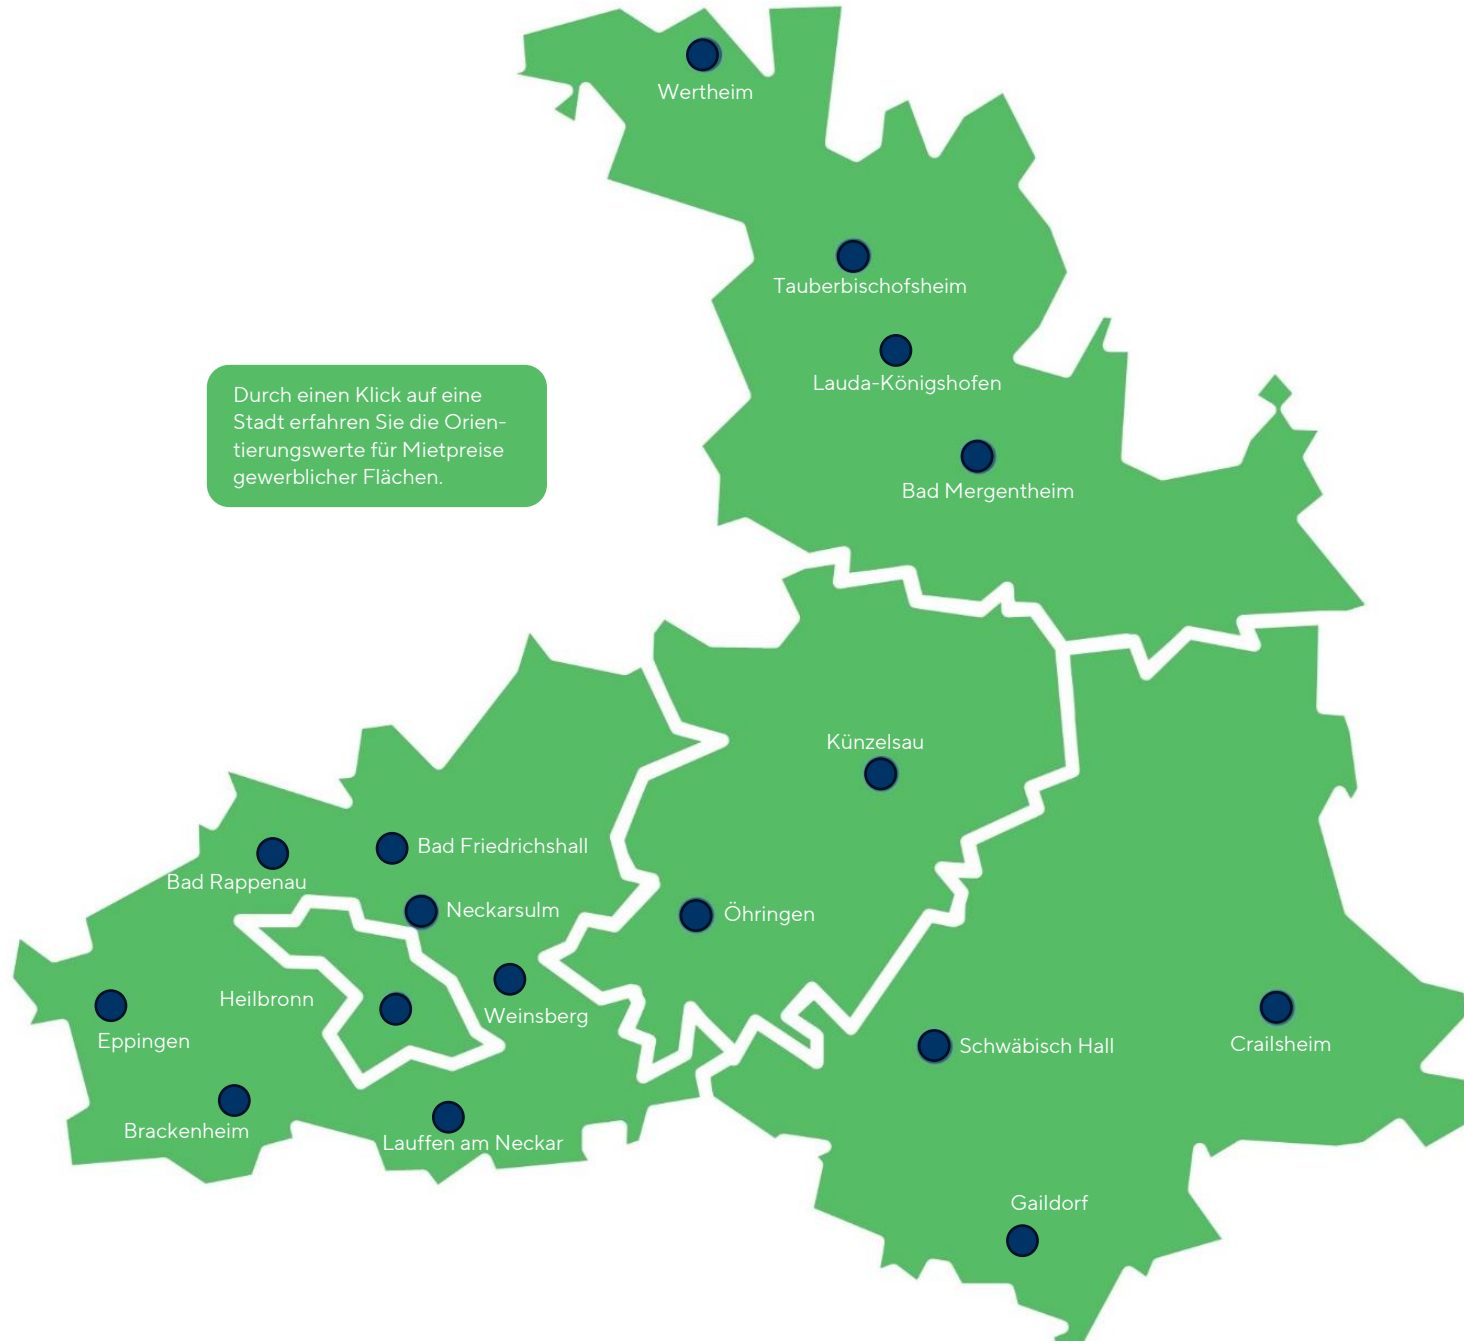 Wertheim
Tauberbischofsheim
Lauda-Königshofen
Durch einen Klick auf eine
Stadt erfahren Sie die Orien-
tierungswerte für Mietpreise
gewerblicher Flächen.
Bad Mergentheim
Künzelsau
Bad Friedrichshall
Bad Rappenau
Neckarsulm
Öhringen
Heilbronn
Weinsberg
Eppingen
Schwäbisch Hall
Crailsheim
Brackenheim
Lauffen am Neckar
Gaildorf